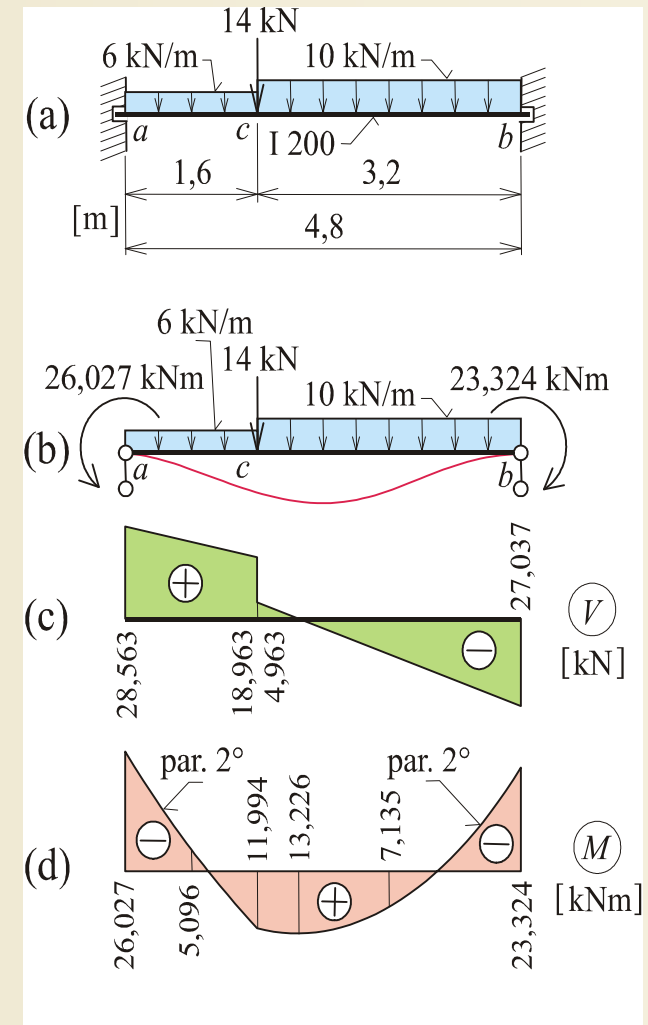 14 kN
6 kN/m
10 kN/m
(a)
a
c
I 200
b
1,6
3,2
[m]
4,8
6 kN/m
14 kN
26,027 kNm
10 kN/m
23,324 kNm
(b)
a
c
b
(c)
+
−
28,563
18,963
4,963
27,037
V
[kN]
par. 2°
par. 2°
(d)
−
+
−
26,027
5,096
11,994
13,226
7,135
23,324
M
[kNm]